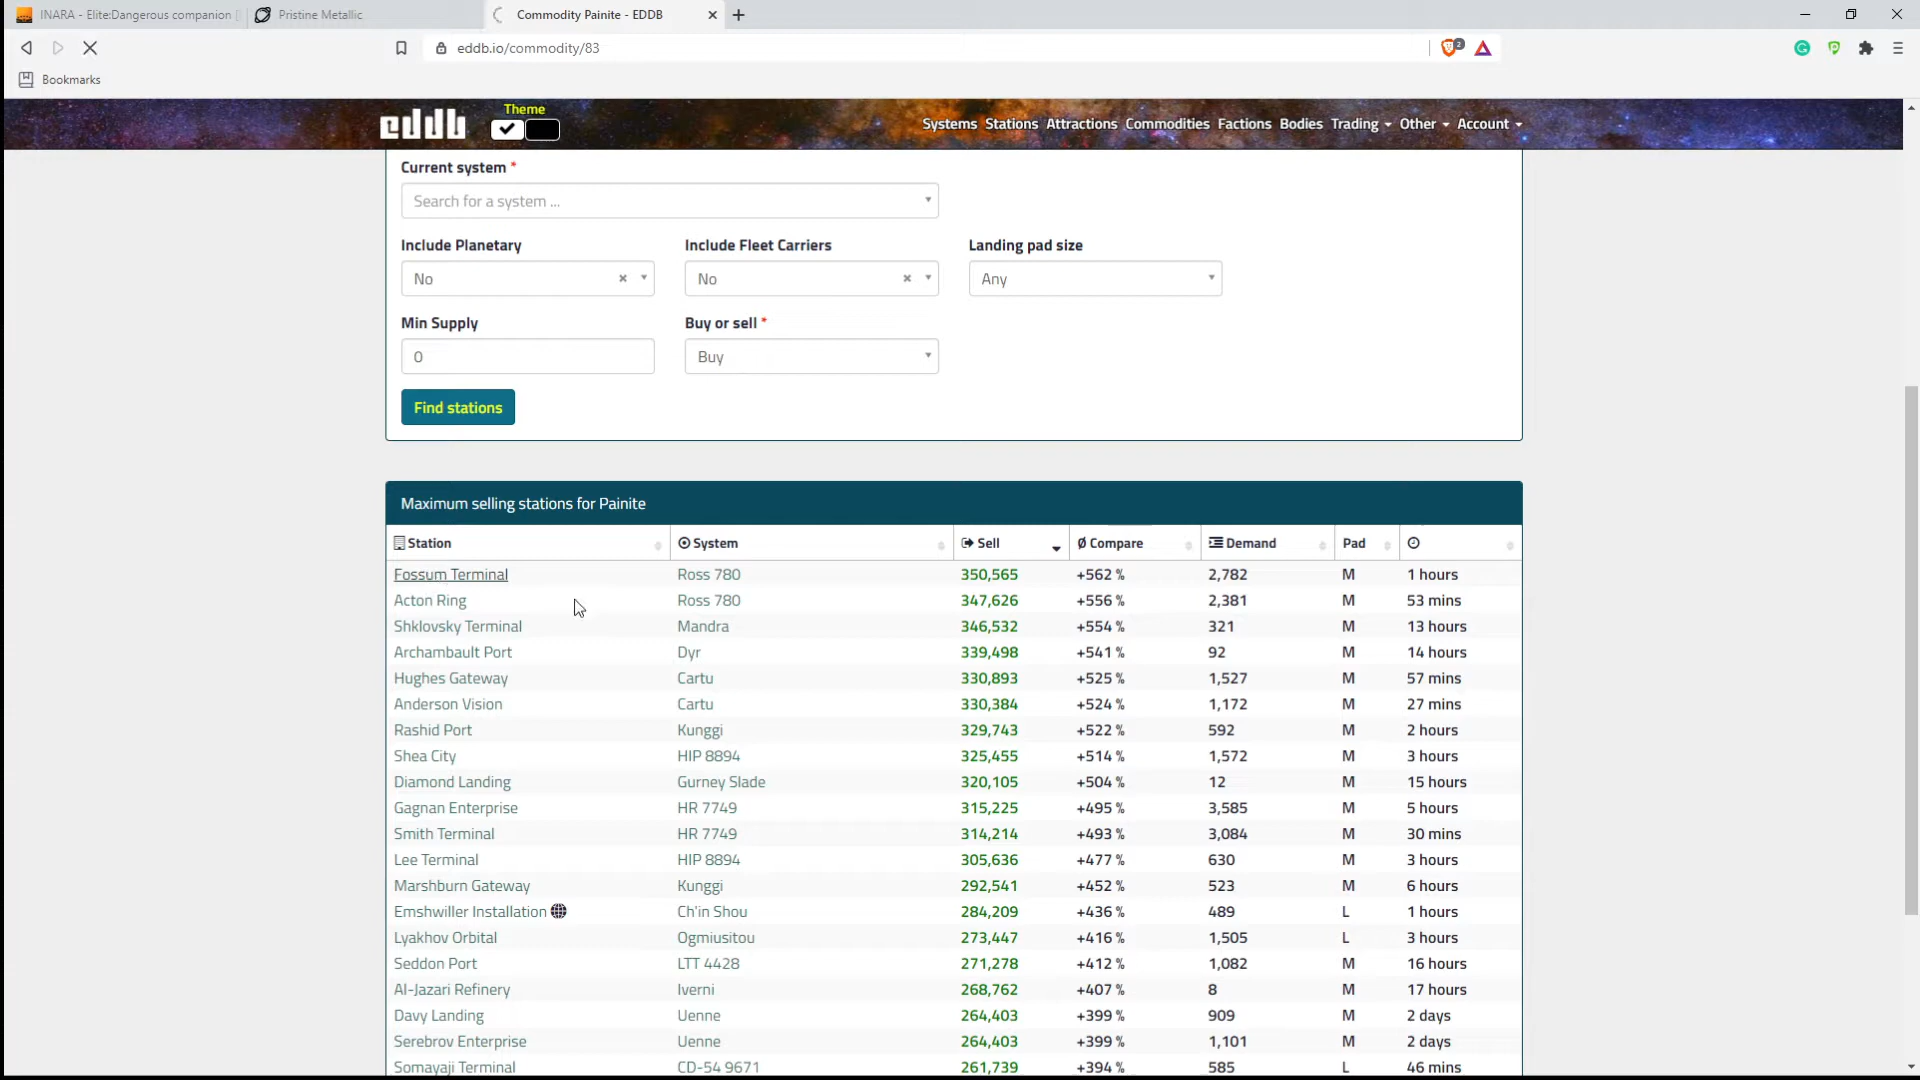 INARA - Elite:Dangerous companion
Pristine Metallic
Commodity Painite - EDDB
eddb.io/commodity/83
2
Bookmarks
eddb
Theme
Systems Stations Attractions Commodities Factions Bodies Trading Other Account
Current system *
Search for a system ...
Include Planetary Include Fleet Carriers Landing pad size
No × No × Any
Min Supply Buy or sell *
0 Buy
Find stations
Maximum selling stations for Painite
Station System Sell Ø Compare Demand Pad
Fossum Terminal Ross 780 350,565 +562 % 2,782 M 1 hours
Acton Ring Ross 780 347,626 +556 % 2,381 M 53 mins
Shklovsky Terminal Mandra 346,532 +554 % 321 M 13 hours
Archambault Port Dyr 339,498 +541 % 92 M 14 hours
Hughes Gateway Cartu 330,893 +525 % 1,527 M 57 mins
Anderson Vision Cartu 330,384 +524 % 1,172 M 27 mins
Rashid Port Kunggi 329,743 +522 % 592 M 2 hours
Shea City HIP 8894 325,455 +514 % 1,572 M 3 hours
Diamond Landing Gurney Slade 320,105 +504 % 12 M 15 hours
Gagnan Enterprise HR 7749 315,225 +495 % 3,585 M 5 hours
Smith Terminal HR 7749 314,214 +493 % 3,084 M 30 mins
Lee Terminal HIP 8894 305,636 +477 % 630 M 3 hours
Marshburn Gateway Kunggi 292,541 +452 % 523 M 6 hours
Emshwiller Installation Ch'in Shou 284,209 +436 % 489 L 1 hours
Lyakhov Orbital Ogmiusitou 273,447 +416 % 1,505 L 3 hours
Seddon Port LTT 4428 271,278 +412 % 1,082 M 16 hours
Al-Jazari Refinery Iverni 268,762 +407 % 8 M 17 hours
Davy Landing Uenne 264,403 +399 % 909 M 2 days
Serebrov Enterprise Uenne 264,403 +399 % 1,101 M 2 days
Somayaji Terminal CD-54 9671 261,739 +394 % 585 L 46 mins